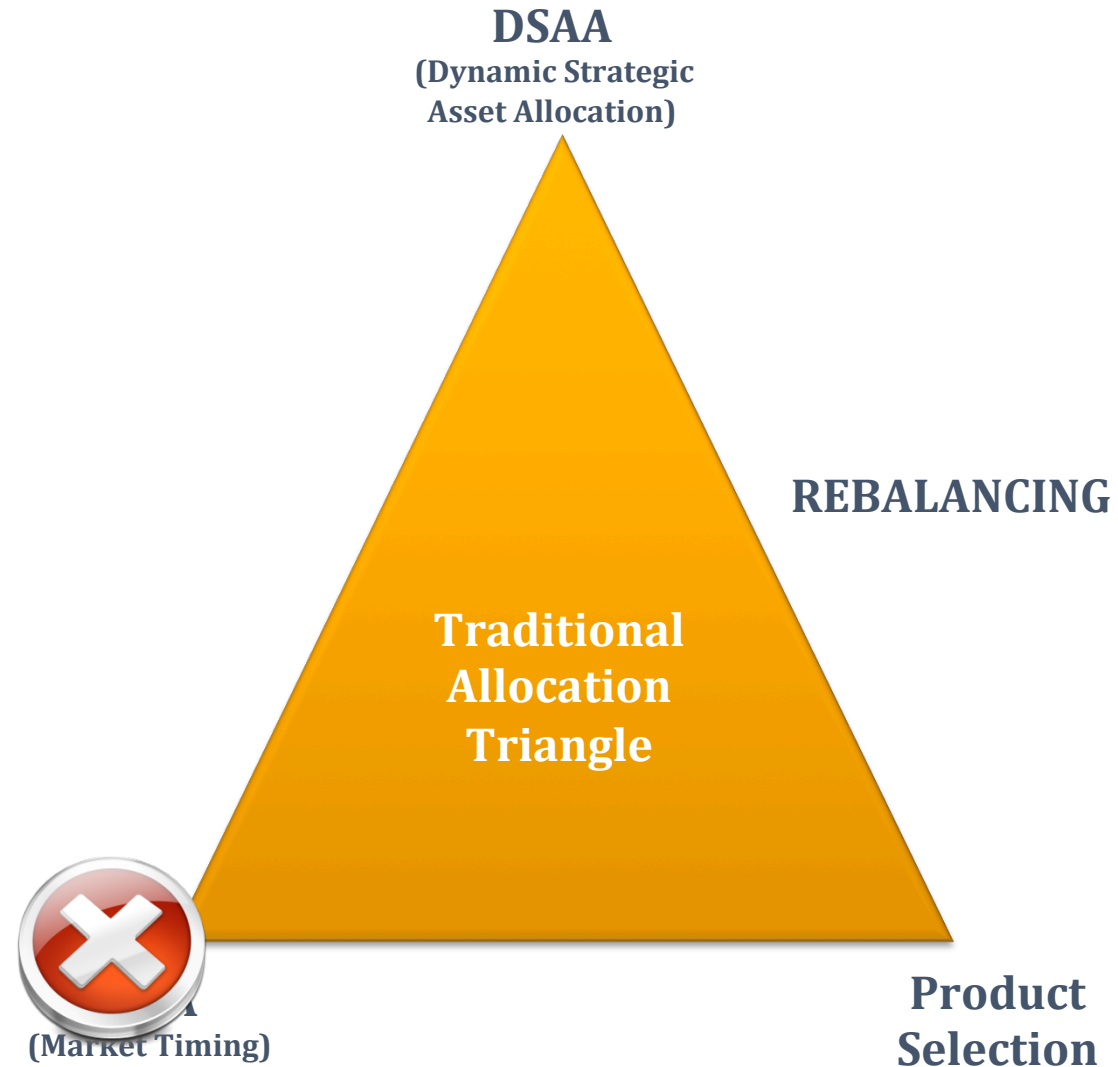 DSAA
(Dynamic Strategic
Asset Allocation)
REBALANCING
Traditional
Allocation
Triangle
(Market Timing)
Product
Selection